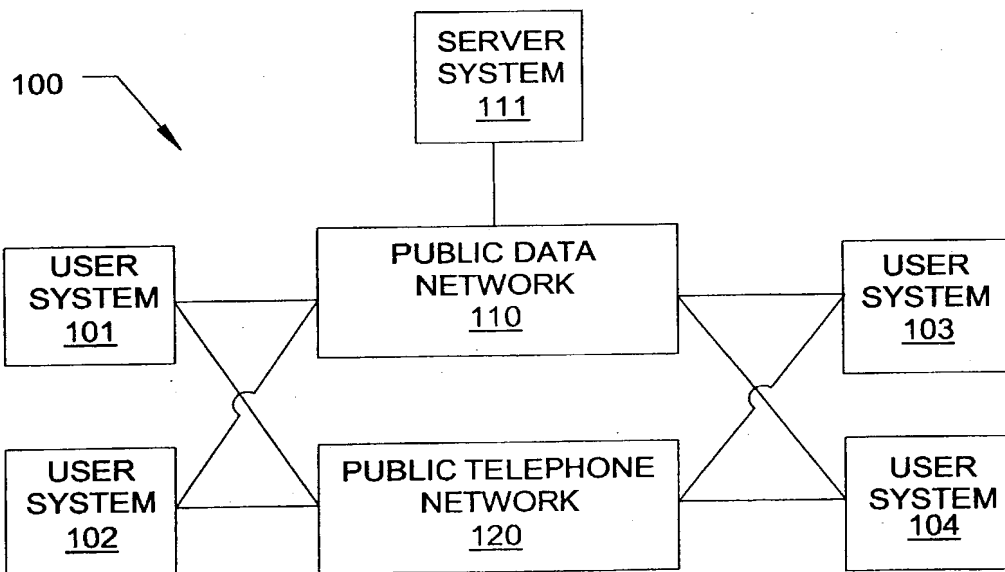 SERVER
SYSTEM
111
100
USER
SYSTEM
101
PUBLIC DATA
NETWORK
110
USER
SYSTEM
103
USER
SYSTEM
102
PUBLIC TELEPHONE
NETWORK
120
USER
SYSTEM
104